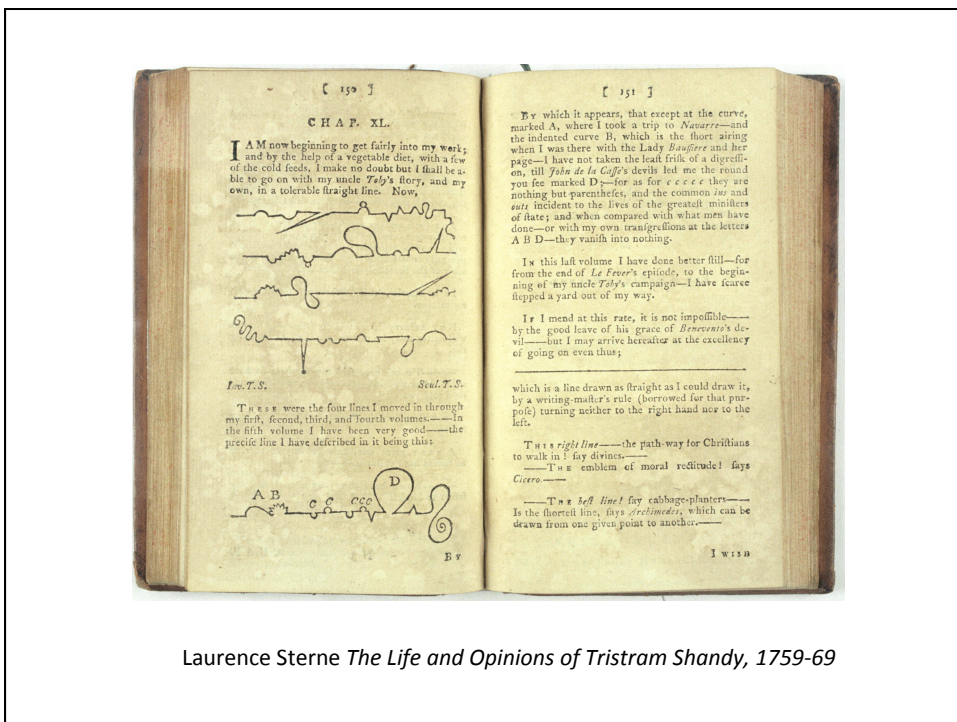 [ 150 ]
CHAP. XL.
I AM now beginning to get fairly into my work;
and by the help of a vegetable diet, with a few
of the cold ſeeds, I make no doubt but I ſhall be a-
ble to go on with my uncle Toby's ſtory, and my
own, in a tolerable ſtraight line. Now,
Inv. T.S. Scul. T.S.
THESE were the four lines I moved in through
my firſt, ſecond, third, and fourth volumes.——In
the fifth volume I have been very good——the
preciſe line I have deſcribed in it being this:
A B C C C C C D
BY
[ 151 ]
BY which it appears, that except at the curve,
marked A, where I took a trip to Navarre—and
the indented curve B, which is the ſhort airing
when I was there with the Lady Bauſſiere and her
page—I have not taken the leaſt friſk of a digreſſi-
on, till John de la Caſſe's devils led me the round
you ſee marked D;—for as for c c c c c they are
nothing but parentheſes, and the common ins and
outs incident to the lives of the greateſt miniſters
of ſtate; and when compared with what men have
done—or with my own tranſgreſſions at the letters
A B D—they vaniſh into nothing.
IN this laſt volume I have done better ſtill—for
from the end of Le Fever's epiſode, to the begin-
ning of my uncle Toby's campaign—I have ſcarce
ſtepped a yard out of my way.
IF I mend at this rate, it is not impoſſible——
by the good leave of his grace of Benevento's de-
vil——but I may arrive hereafter at the excellency
of going on even thus;
which is a line drawn as ſtraight as I could draw it,
by a writing-maſter's rule (borrowed for that pur-
poſe) turning neither to the right hand nor to the
left.
THIS right line——the path-way for Chriſtians
to walk in! ſay divines.——
——THE emblem of moral rectitude! ſays
Cicero.——
——THE beſt line! ſay cabbage-planters——
Is the ſhorteſt line, ſays Archimedes, which can be
drawn from one given point to another.——
I WISH
Laurence Sterne The Life and Opinions of Tristram Shandy, 1759-69